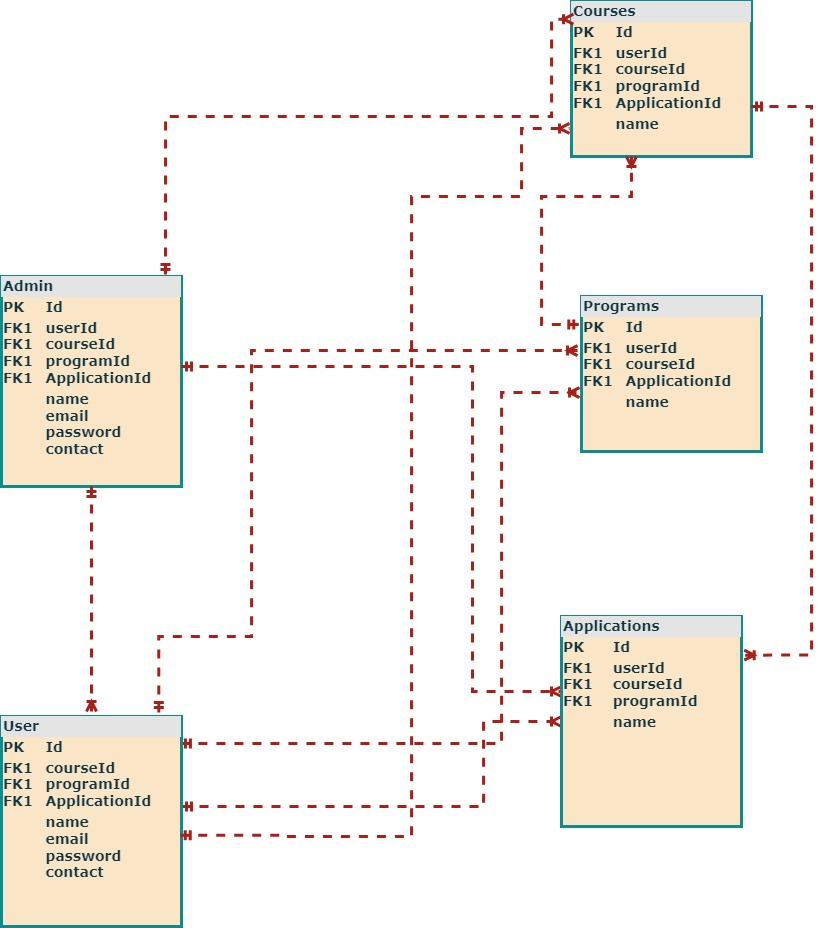 Courses
PK Id
FK1 userId
FK1 courseId
FK1 programId
FK1 ApplicationId
name
Admin
PK Id
FK1 userId
FK1 courseId
FK1 programId
FK1 ApplicationId
name
email
password
contact
Programs
PK Id
FK1 userId
FK1 courseId
FK1 ApplicationId
name
Applications
PK Id
FK1 userId
FK1 courseId
FK1 programId
name
User
PK Id
FK1 courseId
FK1 programId
FK1 ApplicationId
name
email
password
contact